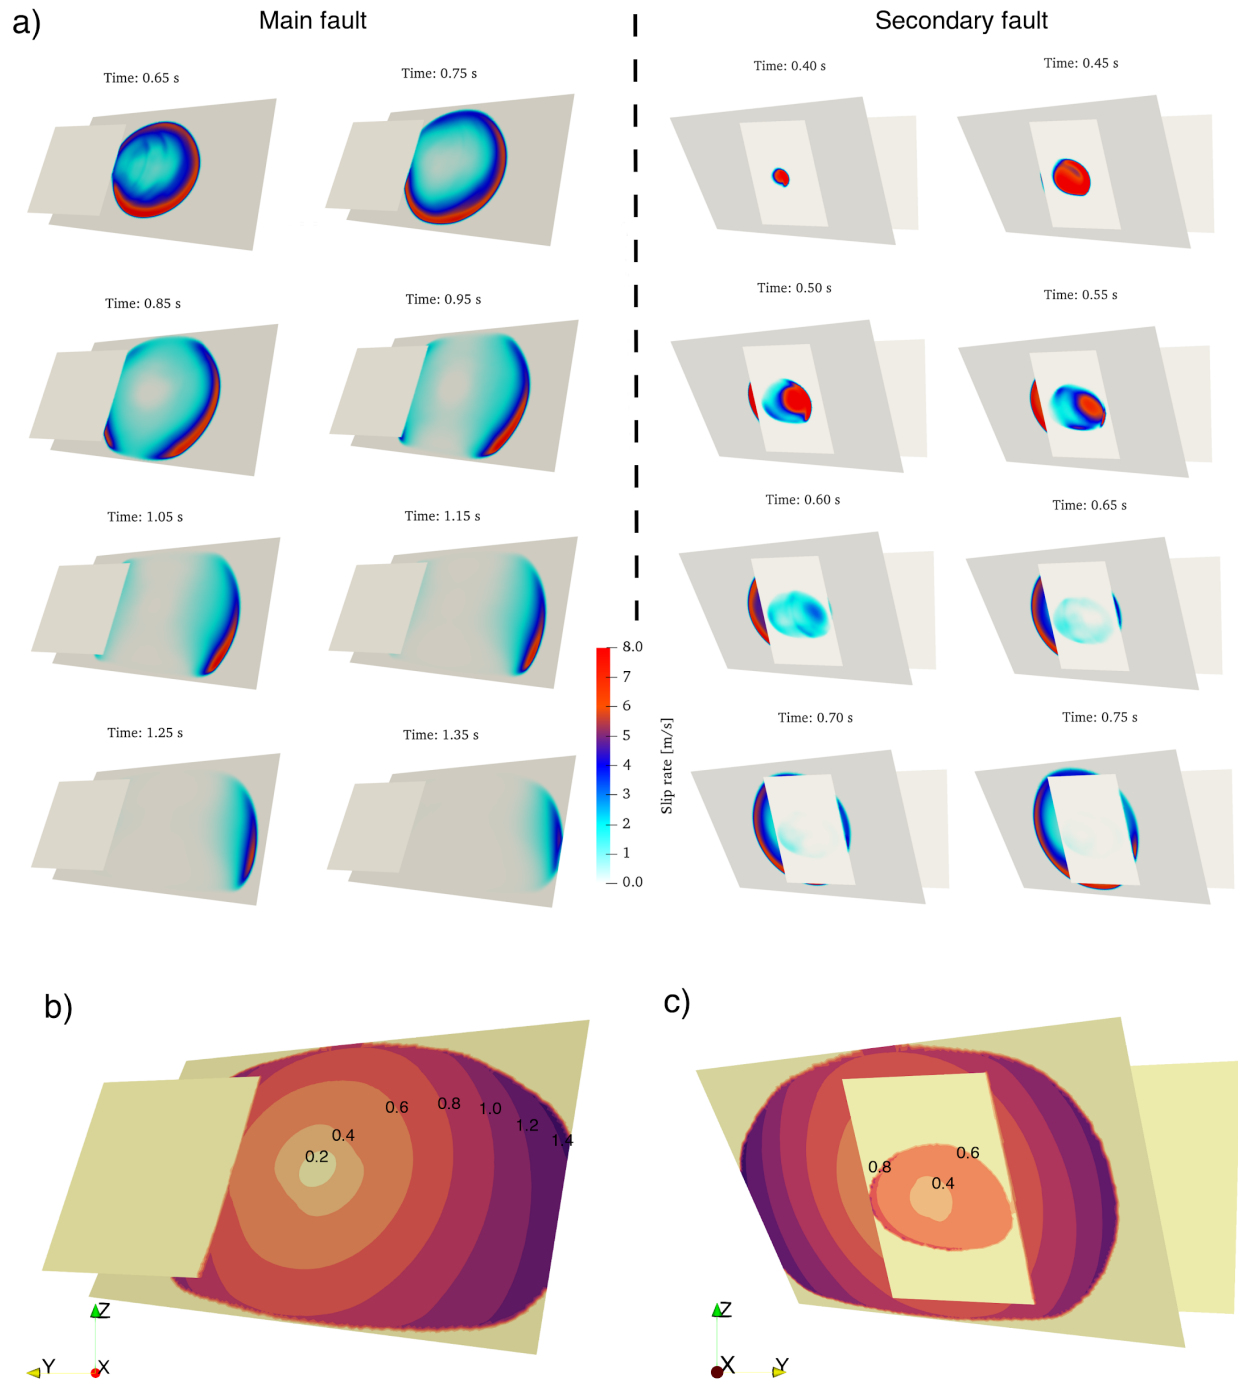 a) Main fault Secondary fault
Time: 0.65 s Time: 0.75 s Time: 0.40 s Time: 0.45 s
Time: 0.85 s Time: 0.95 s Time: 0.50 s Time: 0.55 s
Time: 1.05 s Time: 1.15 s Time: 0.60 s Time: 0.65 s
Time: 1.25 s Time: 1.35 s Time: 0.70 s Time: 0.75 s
8.0
7
6
5
4
3
2
1
0.0
Slip rate [m/s]
b)
0.2
0.4
0.6
0.8
1.0
1.2
1.4
Z
Y
X
c)
0.8
0.6
0.4
Z
X
Y